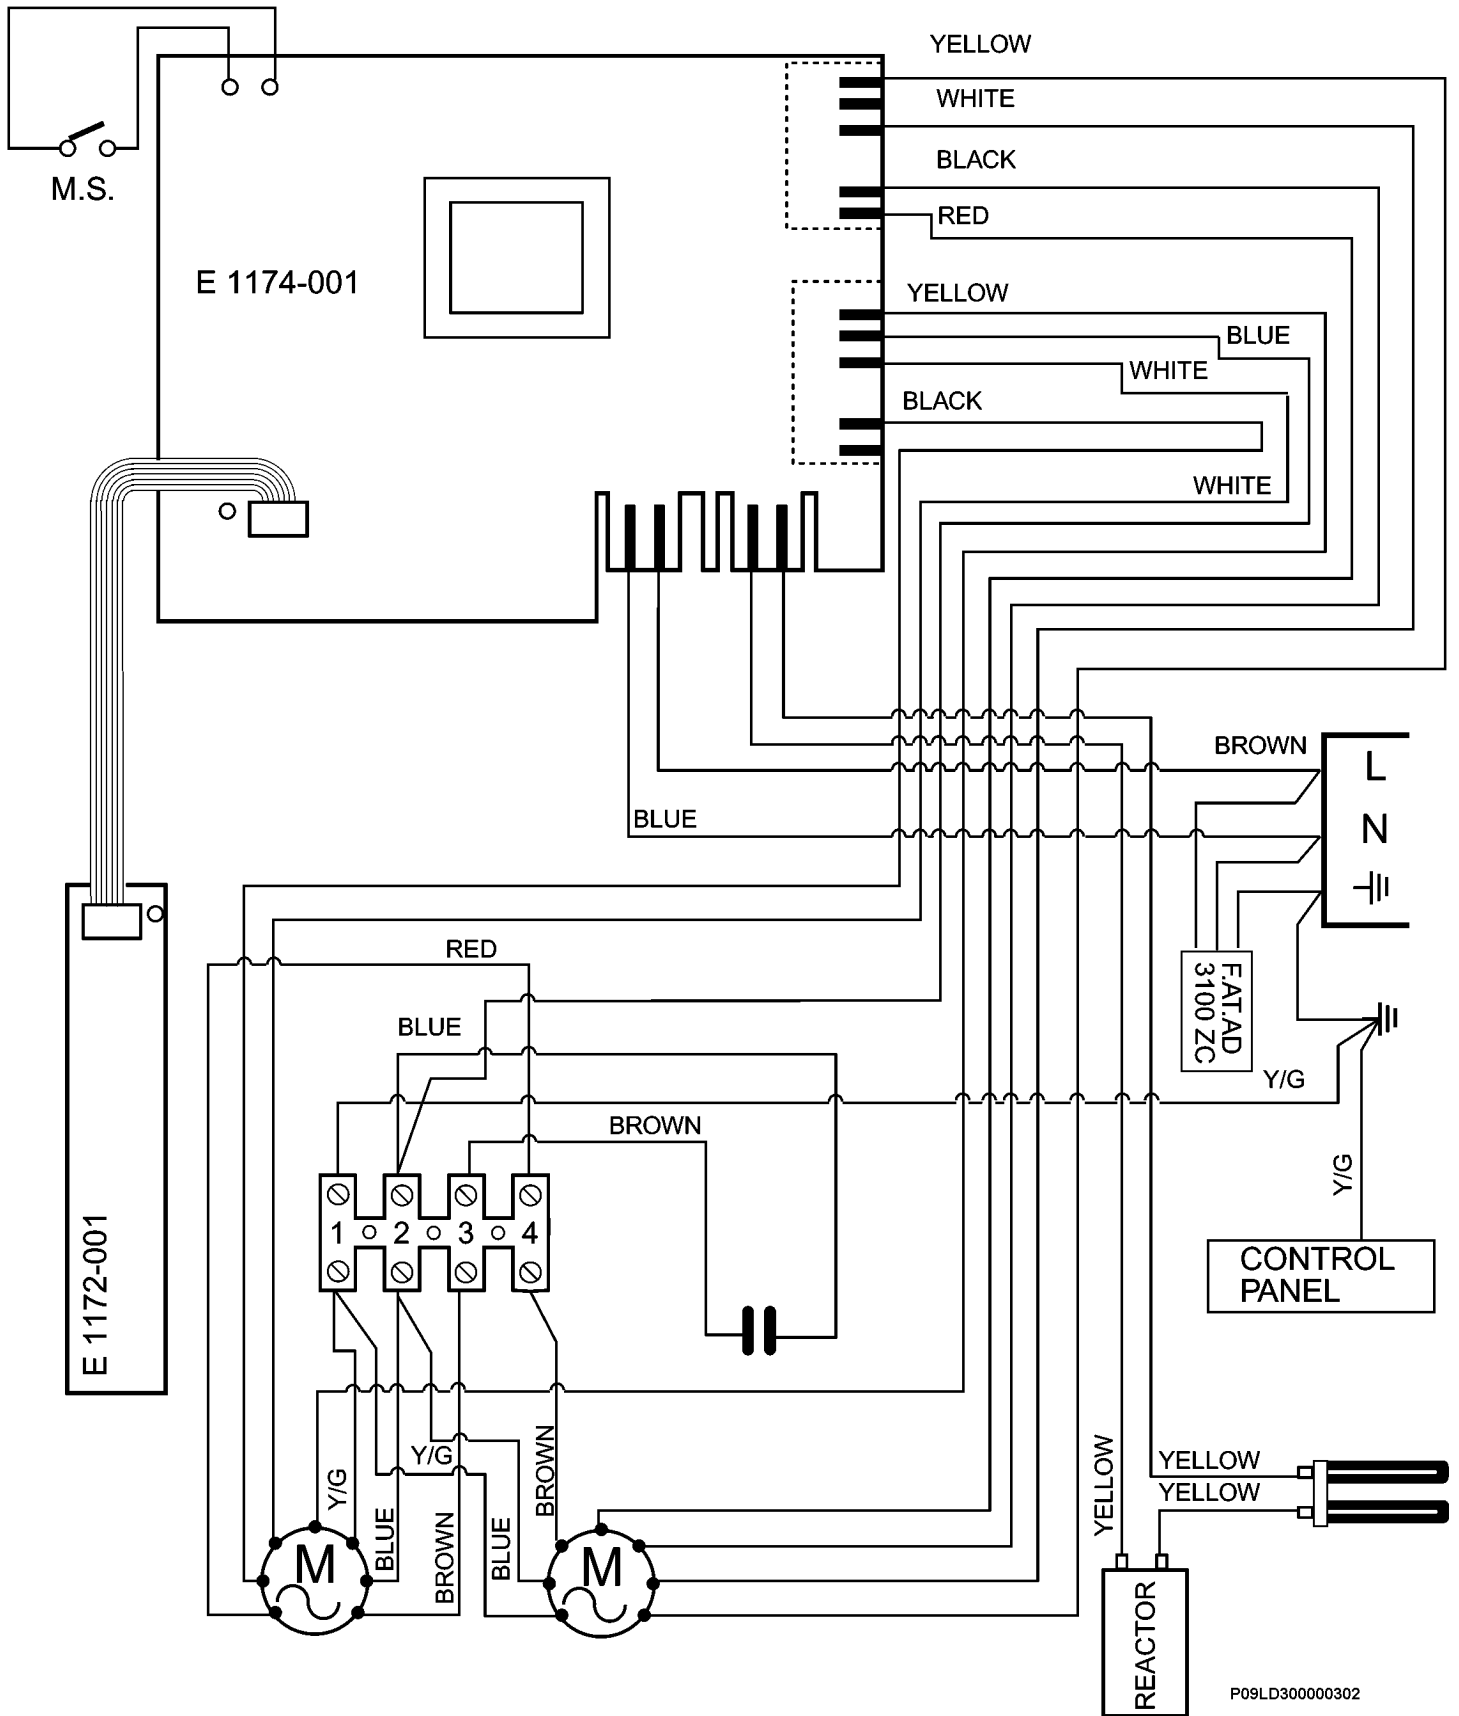 YELLOW
WHITE
BLACK
M.S.
RED
E 1174-001
YELLOW
BLUE
WHITE
BLACK
WHITE
BROWN
L
BLUE
N
RED
F.AT.AD
3100 ZC
BLUE
Y/G
BROWN
Y/G
1
2
3
4
E 1172-001
CONTROL
PANEL
Y/G
BROWN
Y/G
BLUE
BROWN
BLUE
YELLOW
YELLOW
YELLOW
M
M
REACTOR
P09LD300000302